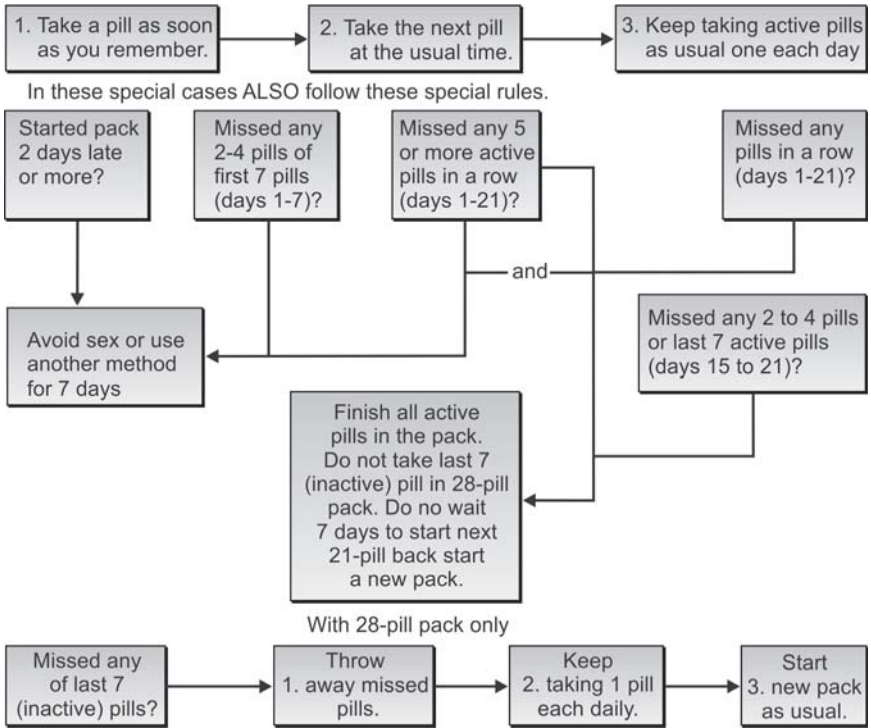 1. Take a pill as soon
as you remember.
2. Take the next pill
at the usual time.
3. Keep taking active pills
as usual one each day
In these special cases ALSO follow these special rules.
Started pack
2 days late
or more?
Missed any
2-4 pills of
first 7 pills
(days 1-7)?
Missed any 5
or more active
pills in a row
(days 1-21)?
Missed any
pills in a row
(days 1-21)?
and
Avoid sex or use
another method
for 7 days
Missed any 2 to 4 pills
or last 7 active pills
(days 15 to 21)?
Finish all active
pills in the pack.
Do not take last 7
(inactive) pill in 28-pill
pack. Do no wait
7 days to start next
21-pill back start
a new pack.
With 28-pill pack only
Missed any
of last 7
(inactive) pills?
Throw
1. away missed
pills.
Keep
2. taking 1 pill
each daily.
Start
3. new pack
as usual.